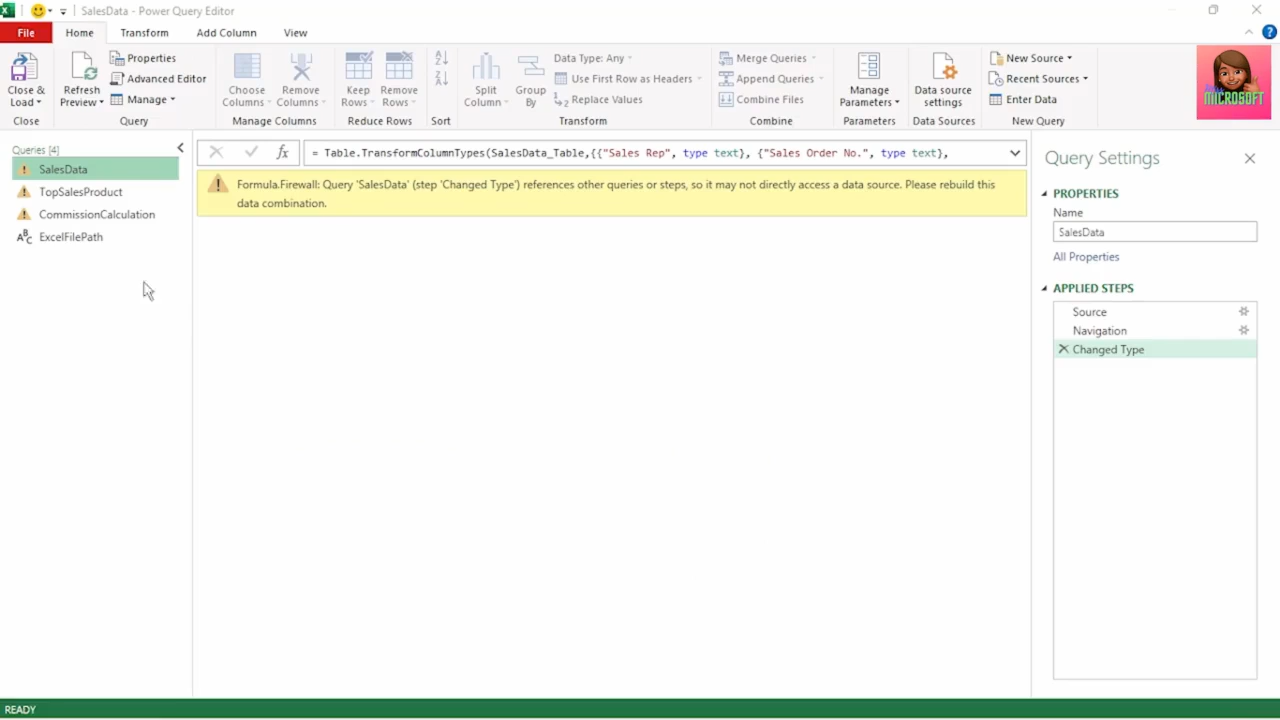 SalesData - Power Query Editor
File
Home
Transform
Add Column
View
Close &
Load
Close
Refresh
Preview
Properties
Advanced Editor
Manage
Query
Choose
Columns
Remove
Columns
Manage Columns
Keep
Rows
Remove
Rows
Reduce Rows
Sort
Split
Column
Group
By
Data Type: Any
Use First Row as Headers
Replace Values
Transform
Merge Queries
Append Queries
Combine Files
Combine
Manage
Parameters
Parameters
Data source
settings
Data Sources
New Source
Recent Sources
Enter Data
New Query
MICROSOFT
Queries [4]
SalesData
TopSalesProduct
CommissionCalculation
ABC ExcelFilePath
fx
= Table.TransformColumnTypes(SalesData_Table,{{"Sales Rep", type text}, {"Sales Order No.", type text},
Formula.Firewall: Query 'SalesData' (step 'Changed Type') references other queries or steps, so it may not directly access a data source. Please rebuild this
data combination.
Query Settings
PROPERTIES
Name
SalesData
All Properties
APPLIED STEPS
Source
Navigation
Changed Type
READY